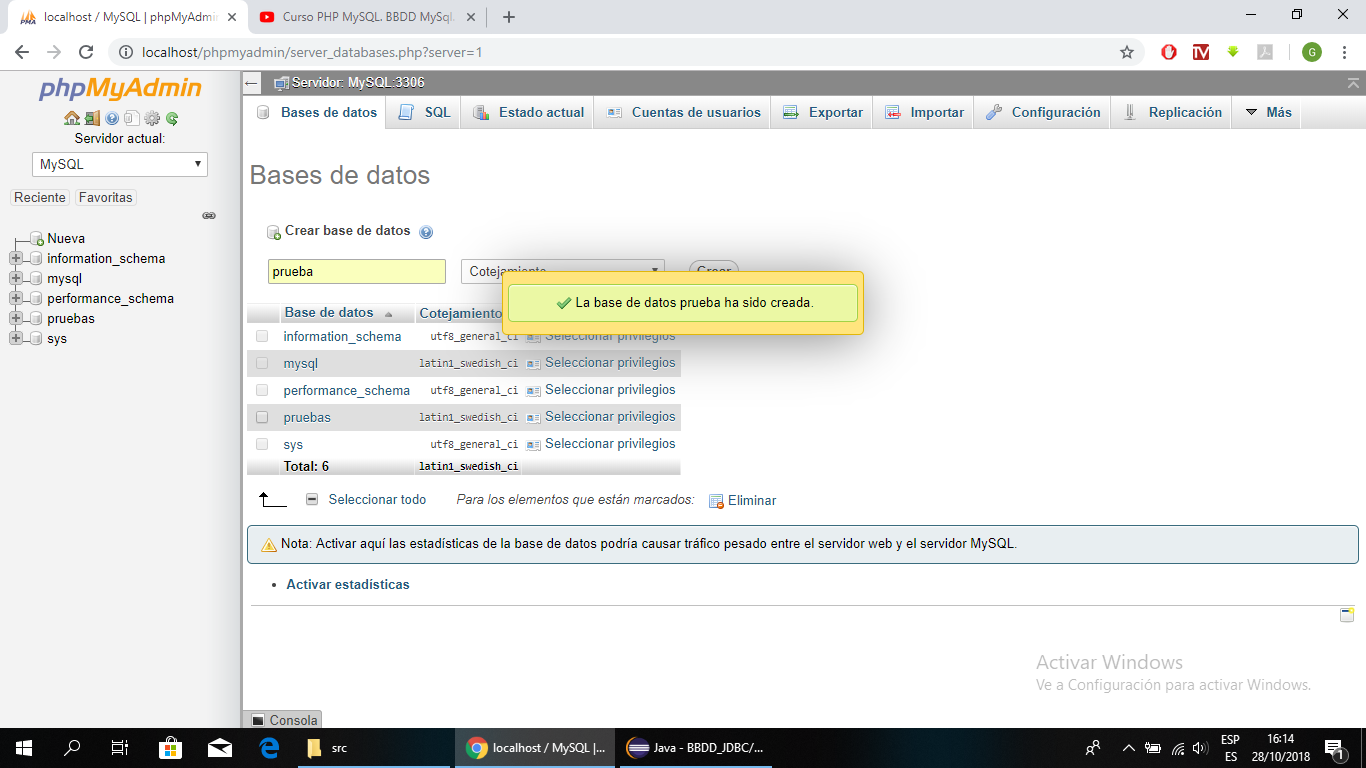 localhost / MySQL | phpMyAdmin
Curso PHP MySQL. BBDD MySql.
localhost/phpmyadmin/server_databases.php?server=1
G
phpMyAdmin
Servidor actual:
MySQL
Reciente Favoritas
Nueva
information_schema
mysql
performance_schema
pruebas
sys
Servidor: MySQL:3306
Bases de datos SQL Estado actual Cuentas de usuarios Exportar Importar Configuración Replicación Más
Bases de datos
Crear base de datos
prueba Cotejamiento Crear
La base de datos prueba ha sido creada.
Base de datos Cotejamiento
information_schema utf8_general_ci Seleccionar privilegios
mysql latin1_swedish_ci Seleccionar privilegios
performance_schema utf8_general_ci Seleccionar privilegios
pruebas latin1_swedish_ci Seleccionar privilegios
sys utf8_general_ci Seleccionar privilegios
Total: 6 latin1_swedish_ci
Seleccionar todo Para los elementos que están marcados: Eliminar
Nota: Activar aquí las estadísticas de la base de datos podría causar tráfico pesado entre el servidor web y el servidor MySQL.
• Activar estadísticas
Activar Windows
Ve a Configuración para activar Windows.
Consola
src
localhost / MySQL |...
Java - BBDD_JDBC/...
ESP
ES
16:14
28/10/2018
1